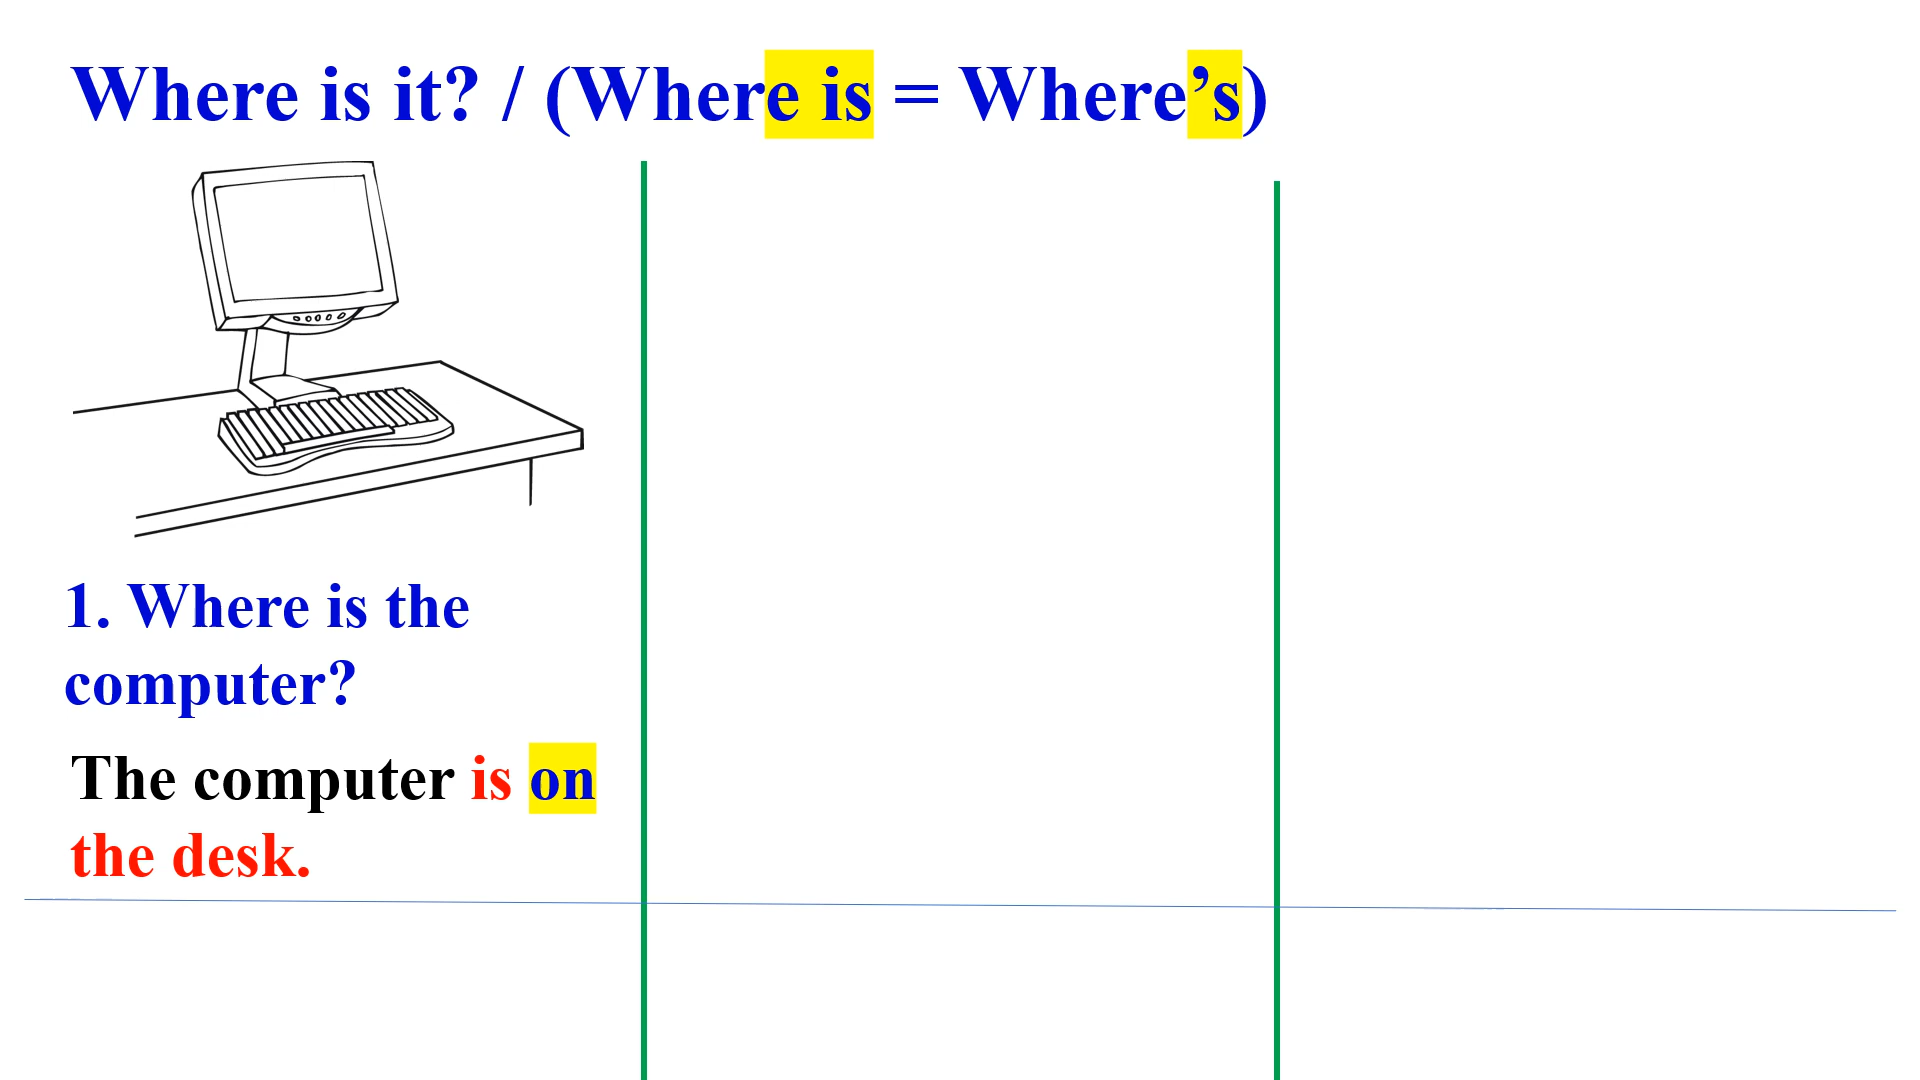 Where is it? / (Where is = Where’s)
1. Where is the
computer?
The computer is on
the desk.